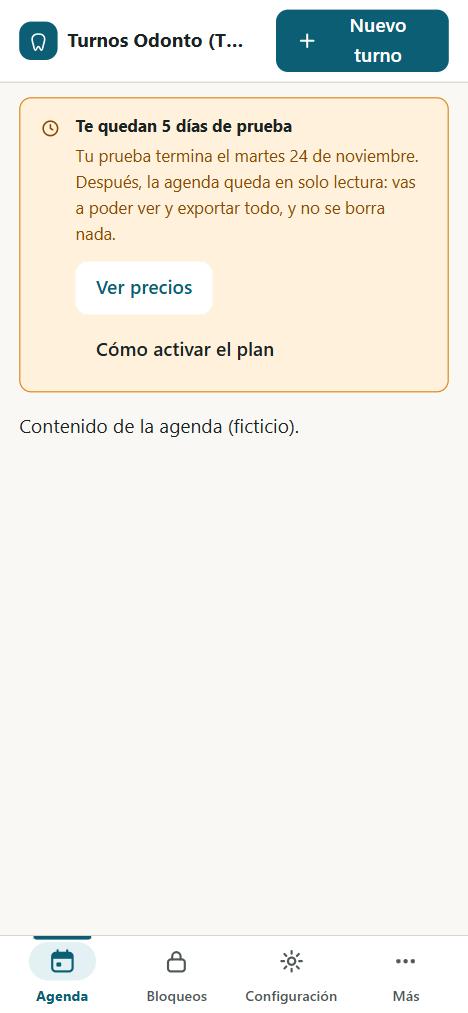 Turnos Odonto (T...
Nuevo
turno
Te quedan 5 días de prueba
Tu prueba termina el martes 24 de noviembre.
Después, la agenda queda en solo lectura: vas
a poder ver y exportar todo, y no se borra
nada.
Ver precios
Cómo activar el plan
Contenido de la agenda (ficticio).
Agenda
Bloqueos
Configuración
Más